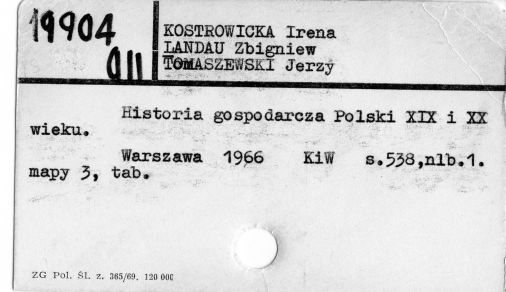 19904
011
KOSTROWICKA Irena
LANDAU Zbigniew
TOMASZEWSKI Jerzy
Historia gospodarcza Polski XIX i XX
wieku.
Warszawa 1966 KiW s.538,nlb.1.
mapy 3, tab.
ZG Pol. Śl. z. 365/69. 120 000